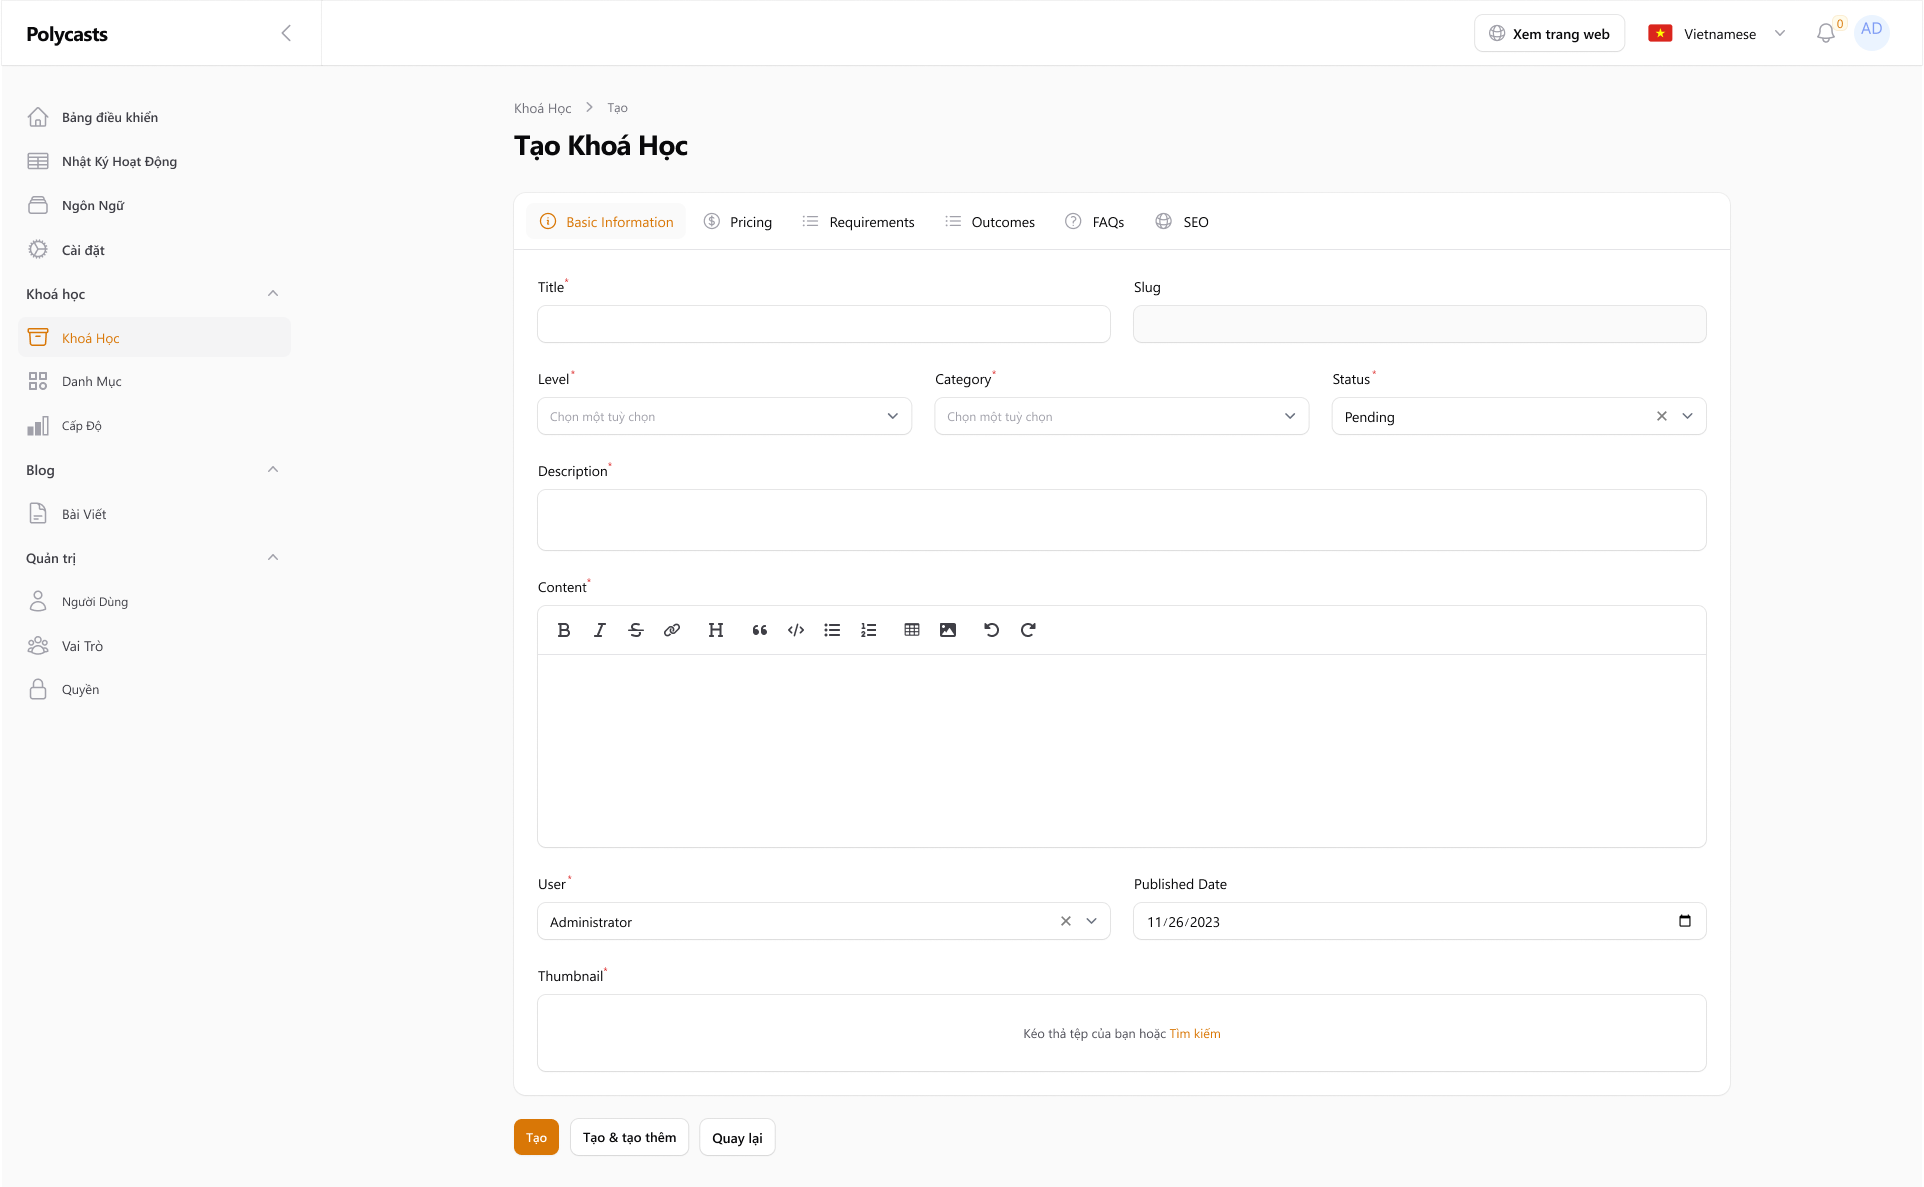 Polycasts
Xem trang web
Vietnamese
0
AD
Bảng điều khiển
Nhật Ký Hoạt Động
Ngôn Ngữ
Cài đặt
Khoá học
Khoá Học
Danh Mục
Cấp Độ
Blog
Bài Viết
Quản trị
Người Dùng
Vai Trò
Quyền
Khoá Học > Tạo
Tạo Khoá Học
Basic Information
Pricing
Requirements
Outcomes
FAQs
SEO
Title*
Slug
Level*
Category*
Status*
Chọn một tuỳ chọn
Chọn một tuỳ chọn
Pending
Description*
Content*
User*
Published Date
Administrator
11/26/2023
Thumbnail*
Kéo thả tệp của bạn hoặc Tìm kiếm
Tạo
Tạo & tạo thêm
Quay lại